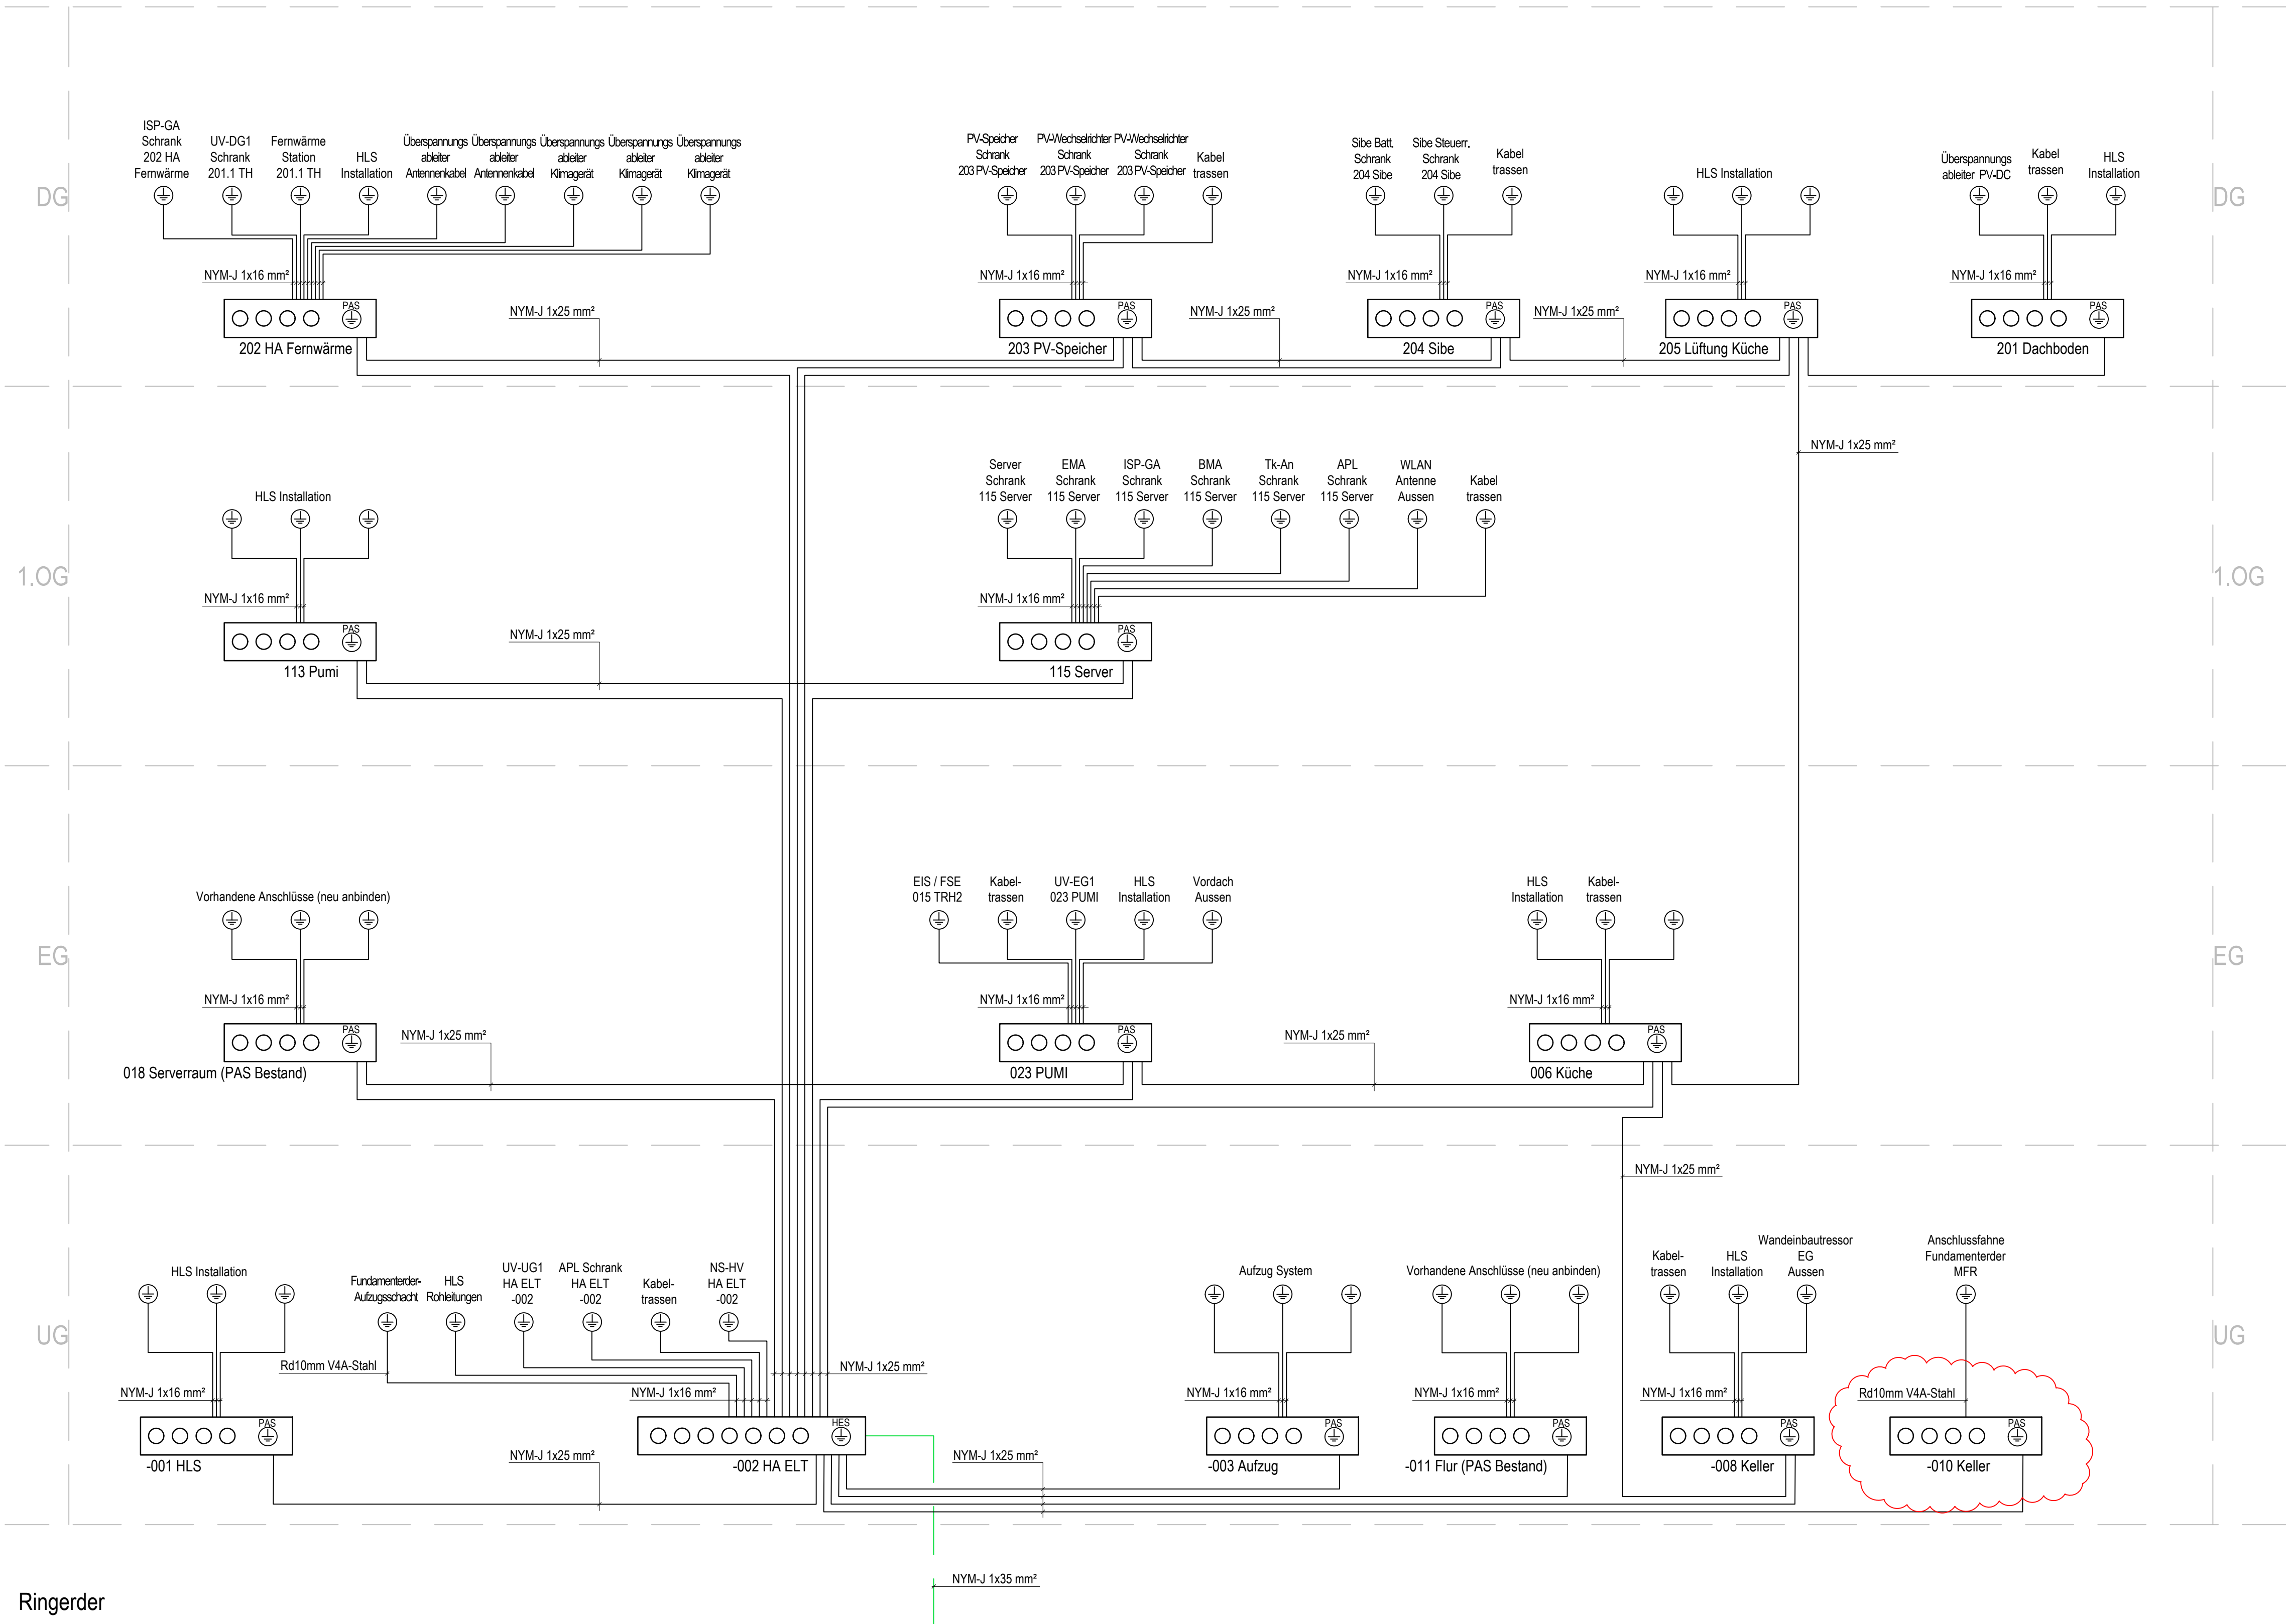 ISP-GA
Schrank
202 HA
Fernwärme
UV-DG1
Schrank
201.1 TH
Fernwärme
Station
201.1 TH
HLS
Installation
Überspannungs
ableiter
Antennenkabel
Überspannungs
ableiter
Antennenkabel
Überspannungs
ableiter
Klimagerät
Überspannungs
ableiter
Klimagerät
Überspannungs
ableiter
Klimagerät
PV-Speicher
Schrank
203 PV-Speicher
PV-Wechselrichter
Schrank
203 PV-Speicher
PV-Wechselrichter
Schrank
203 PV-Speicher
Kabel
trassen
Sibe Batt.
Schrank
204 Sibe
Sibe Steuerr.
Schrank
204 Sibe
Kabel
trassen
HLS Installation
Überspannungs
ableiter PV-DC
Kabel
trassen
HLS
Installation
DG
DG
NYM-J 1x16 mm²
NYM-J 1x16 mm²
NYM-J 1x16 mm²
NYM-J 1x16 mm²
NYM-J 1x16 mm²
PAS
NYM-J 1x25 mm²
PAS
NYM-J 1x25 mm²
PAS
NYM-J 1x25 mm²
PAS
PAS
202 HA Fernwärme
203 PV-Speicher
204 Sibe
205 Lüftung Küche
201 Dachboden
NYM-J 1x25 mm²
HLS Installation
Server
Schrank
115 Server
EMA
Schrank
115 Server
ISP-GA
Schrank
115 Server
BMA
Schrank
115 Server
Tk-An
Schrank
115 Server
APL
Schrank
115 Server
WLAN
Antenne
Aussen
Kabel
trassen
1.OG
1.OG
NYM-J 1x16 mm²
NYM-J 1x16 mm²
PAS
NYM-J 1x25 mm²
PAS
113 Pumi
115 Server
Vorhandene Anschlüsse (neu anbinden)
EIS / FSE
015 TRH2
Kabel-
trassen
UV-EG1
023 PUMI
HLS
Installation
Vordach
Aussen
HLS
Installation
Kabel-
trassen
EG
EG
NYM-J 1x16 mm²
NYM-J 1x16 mm²
NYM-J 1x16 mm²
PAS
NYM-J 1x25 mm²
PAS
NYM-J 1x25 mm²
PAS
018 Serverraum (PAS Bestand)
023 PUMI
006 Küche
NYM-J 1x25 mm²
HLS Installation
Fundamenterder-
Aufzugsschacht
HLS
Rohleitungen
UV-UG1
HA ELT
-002
APL Schrank
HA ELT
-002
Kabel-
trassen
NS-HV
HA ELT
-002
Aufzug System
Vorhandene Anschlüsse (neu anbinden)
Kabel-
trassen
HLS
Installation
Wandeinbautressor
EG
Aussen
Anschlussfahne
Fundamenterder
MFR
UG
UG
Rd10mm V4A-Stahl
NYM-J 1x25 mm²
NYM-J 1x16 mm²
NYM-J 1x16 mm²
NYM-J 1x16 mm²
NYM-J 1x16 mm²
NYM-J 1x16 mm²
Rd10mm V4A-Stahl
PAS
HES
PAS
PAS
PAS
PAS
-001 HLS
NYM-J 1x25 mm²
-002 HA ELT
NYM-J 1x25 mm²
-003 Aufzug
-011 Flur (PAS Bestand)
-008 Keller
-010 Keller
NYM-J 1x35 mm²
Ringerder